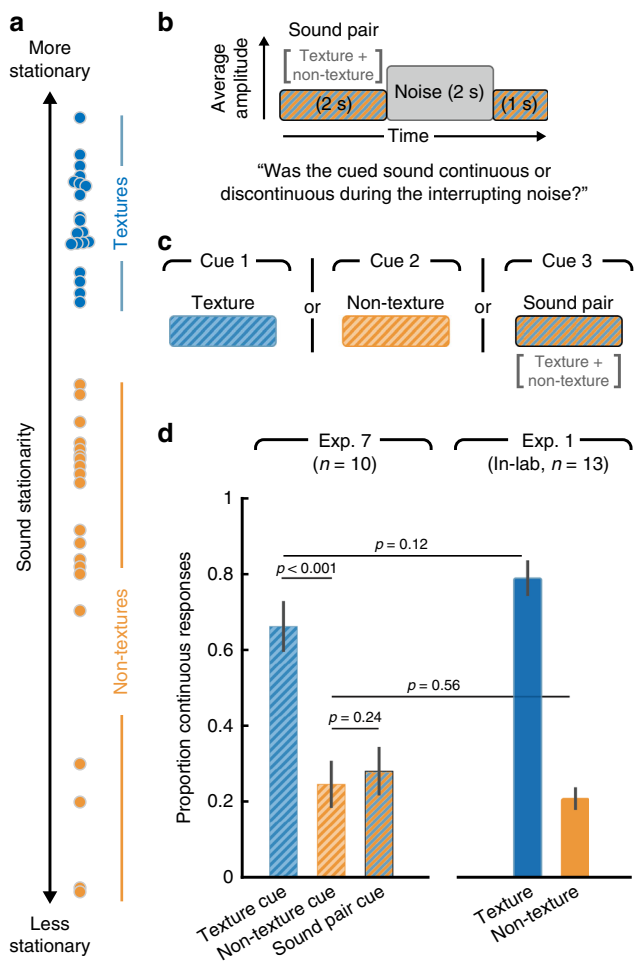 a
More
stationary
Textures
Sound stationarity
Non-textures
Less
stationary
b
Sound pair
[Texture +
non-texture]
Average
amplitude
(2 s)
Noise (2 s)
(1 s)
Time
“Was the cued sound continuous or
discontinuous during the interrupting noise?”
c
Cue 1
Cue 2
Cue 3
Texture
or
Non-texture
or
Sound pair
[Texture +
non-texture]
d
Exp. 7
(n = 10)
Exp. 1
(In-lab, n = 13)
Proportion continuous responses
1
0.8
0.6
0.4
0.2
0
p = 0.12
p < 0.001
p = 0.56
p = 0.24
Texture cue
Non-texture cue
Sound pair cue
Texture
Non-texture